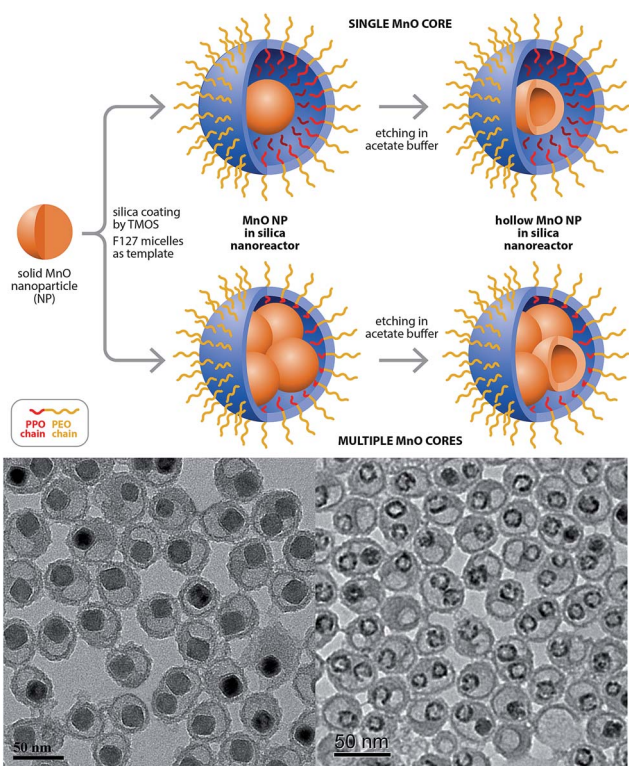 SINGLE MnO CORE
etching in
acetate buffer
silica coating
by TMOS
F127 micelles
as template
MnO NP
in silica
nanoreactor
hollow MnO NP
in silica
nanoreactor
solid MnO
nanoparticle
(NP)
etching in
acetate buffer
PPO PEO
chain chain
MULTIPLE MnO CORES
50 nm
50 nm